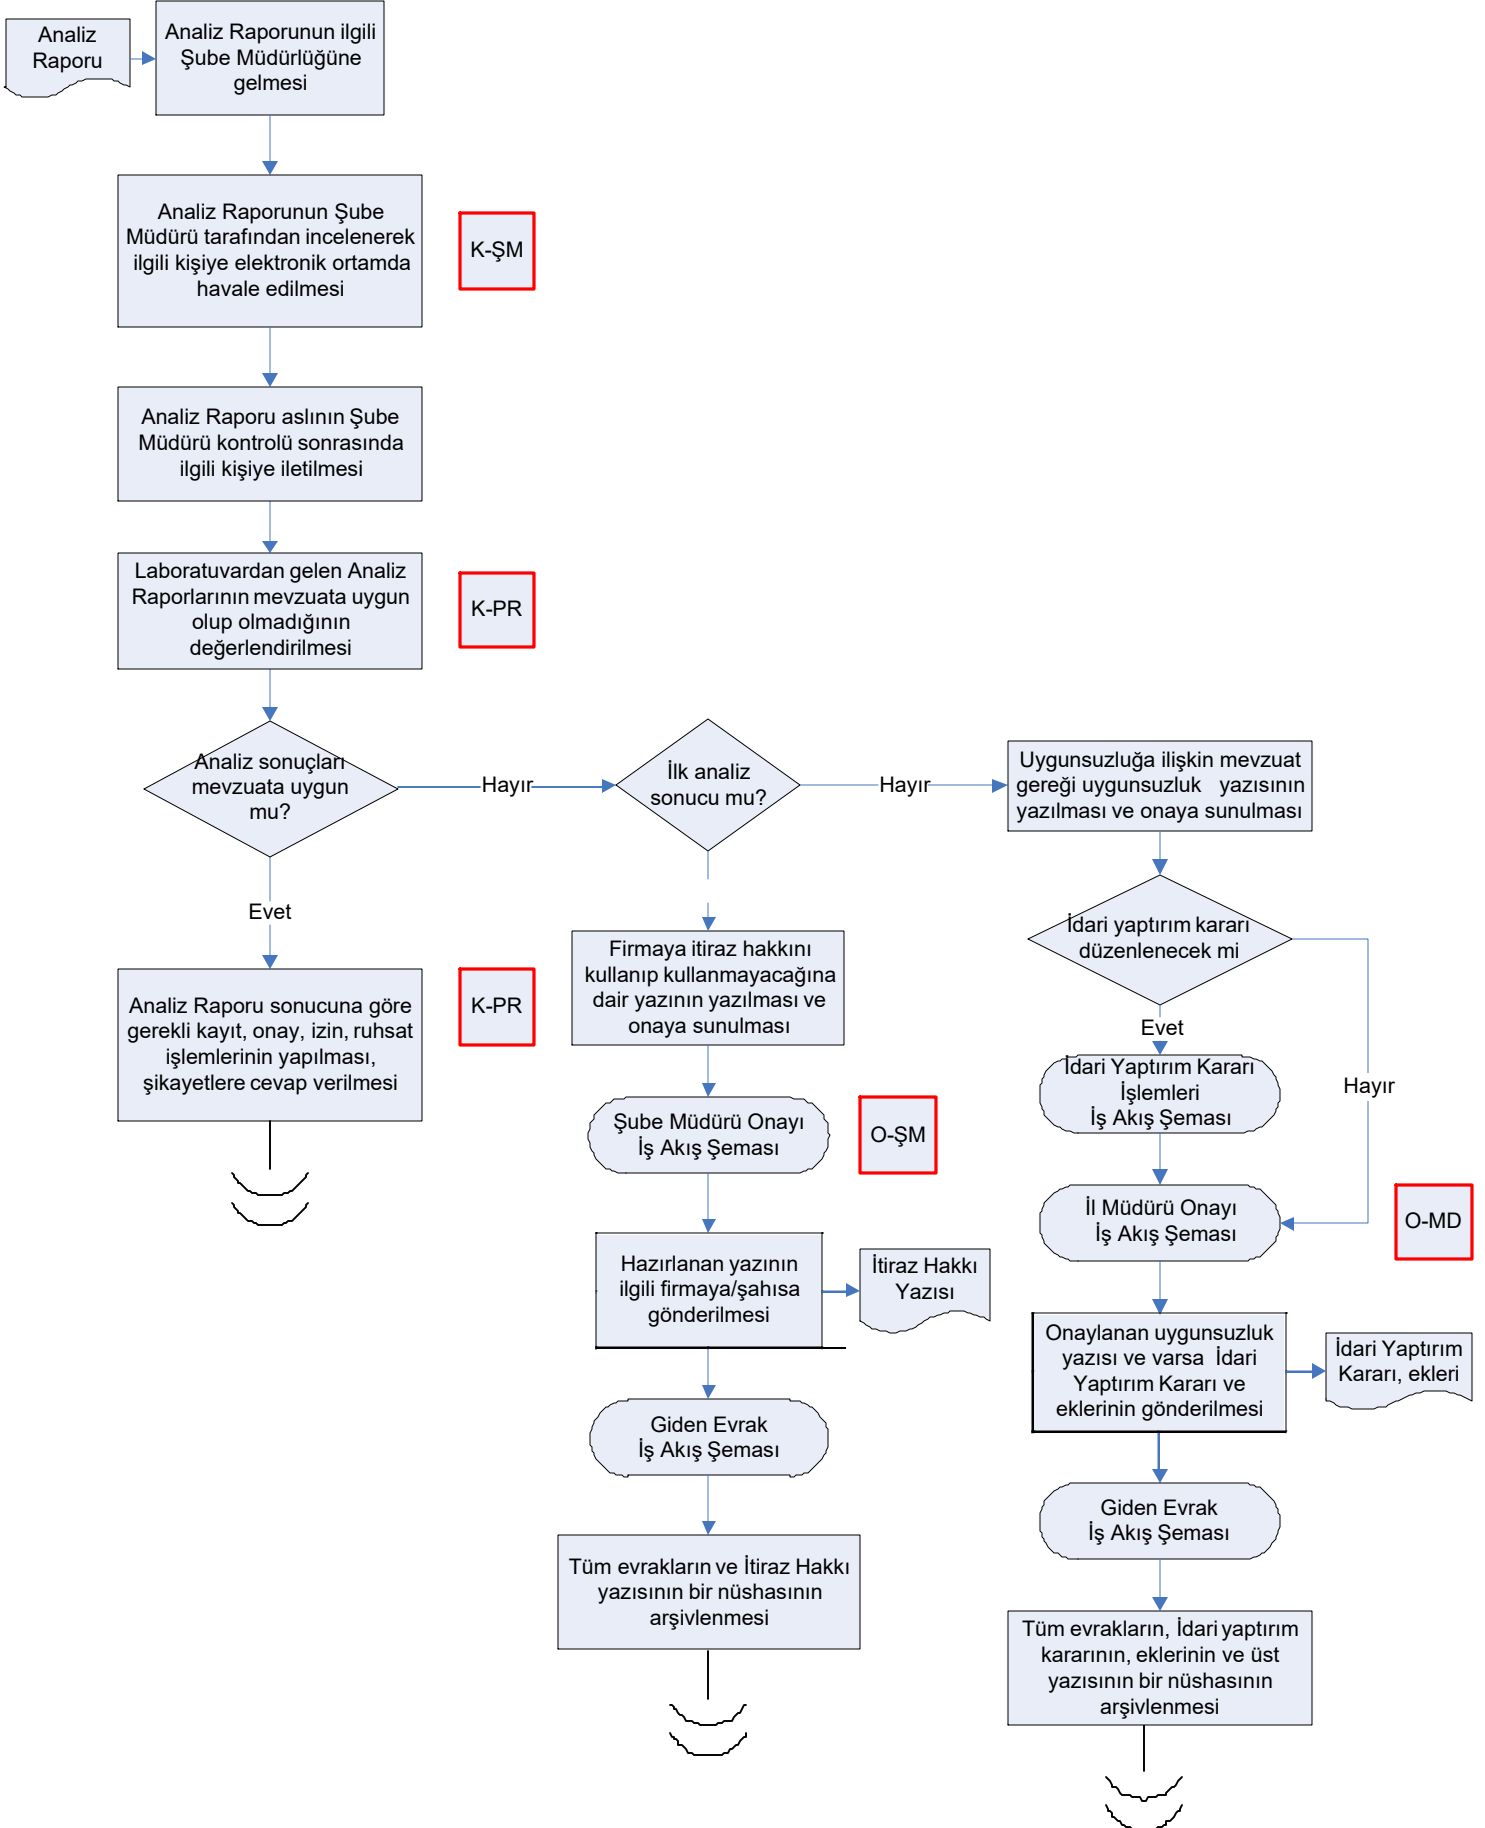 Analiz
Raporu
Analiz Raporunun ilgili
Şube Müdürlüğüne
gelmesi
Analiz Raporunun Şube
Müdürü tarafından incelenerek
ilgili kişiye elektronik ortamda
havale edilmesi
K-ŞM
Analiz Raporu aslının Şube
Müdürü kontrolü sonrasında
ilgili kişiye iletilmesi
Laboratuvardan gelen Analiz
Raporlarının mevzuata uygun
olup olmadığının
değerlendirilmesi
K-PR
Analiz sonuçları
mevzuata uygun
mu?
Hayır
İlk analiz
sonucu mu?
Hayır
Uygunsuzluğa ilişkin mevzuat
gereği uygunsuzluk yazısının
yazılması ve onaya sunulması
Evet
Analiz Raporu sonucuna göre
gerekli kayıt, onay, izin, ruhsat
işlemlerinin yapılması,
şikayetlere cevap verilmesi
K-PR
Firmaya itiraz hakkını
kullanıp kullanmayacağına
dair yazının yazılması ve
onaya sunulması
Şube Müdürü Onayı
İş Akış Şeması
O-ŞM
Hazırlanan yazının
ilgili firmaya/şahısa
gönderilmesi
İtiraz Hakkı
Yazısı
Giden Evrak
İş Akış Şeması
Tüm evrakların ve İtiraz Hakkı
yazısının bir nüshasının
arşivlenmesi
İdari yaptırım kararı
düzenlenecek mi
Evet
Hayır
İdari Yaptırım Kararı
İşlemleri
İş Akış Şeması
İl Müdürü Onayı
İş Akış Şeması
O-MD
Onaylanan uygunsuzluk
yazısı ve varsa İdari
Yaptırım Kararı ve
eklerinin gönderilmesi
İdari Yaptırım
Kararı, ekleri
Giden Evrak
İş Akış Şeması
Tüm evrakların, İdari yaptırım
kararının, eklerinin ve üst
yazısının bir nüshasının
arşivlenmesi